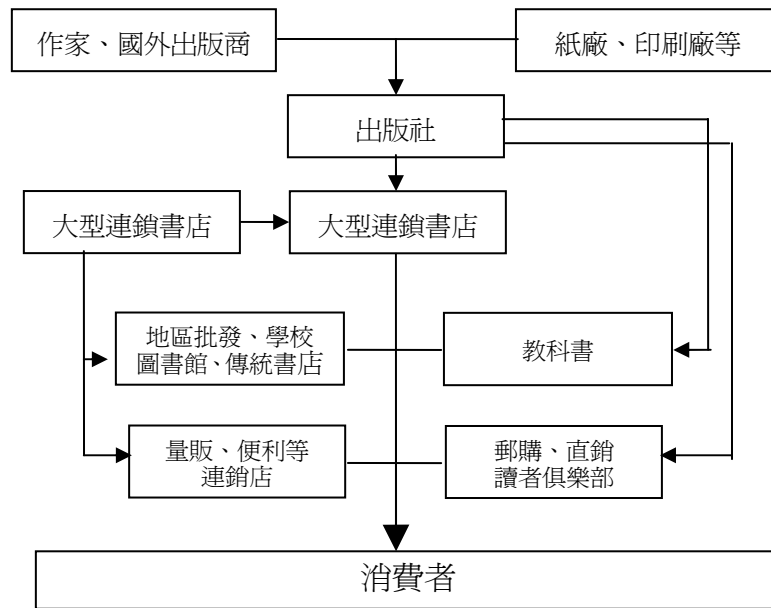 作家、國外出版商
紙廠、印刷廠等
出版社
大型連鎖書店
大型連鎖書店
地區批發、學校
圖書館、傳統書店
教科書
量販、便利等
連銷店
郵購、直銷
讀者俱樂部
消費者